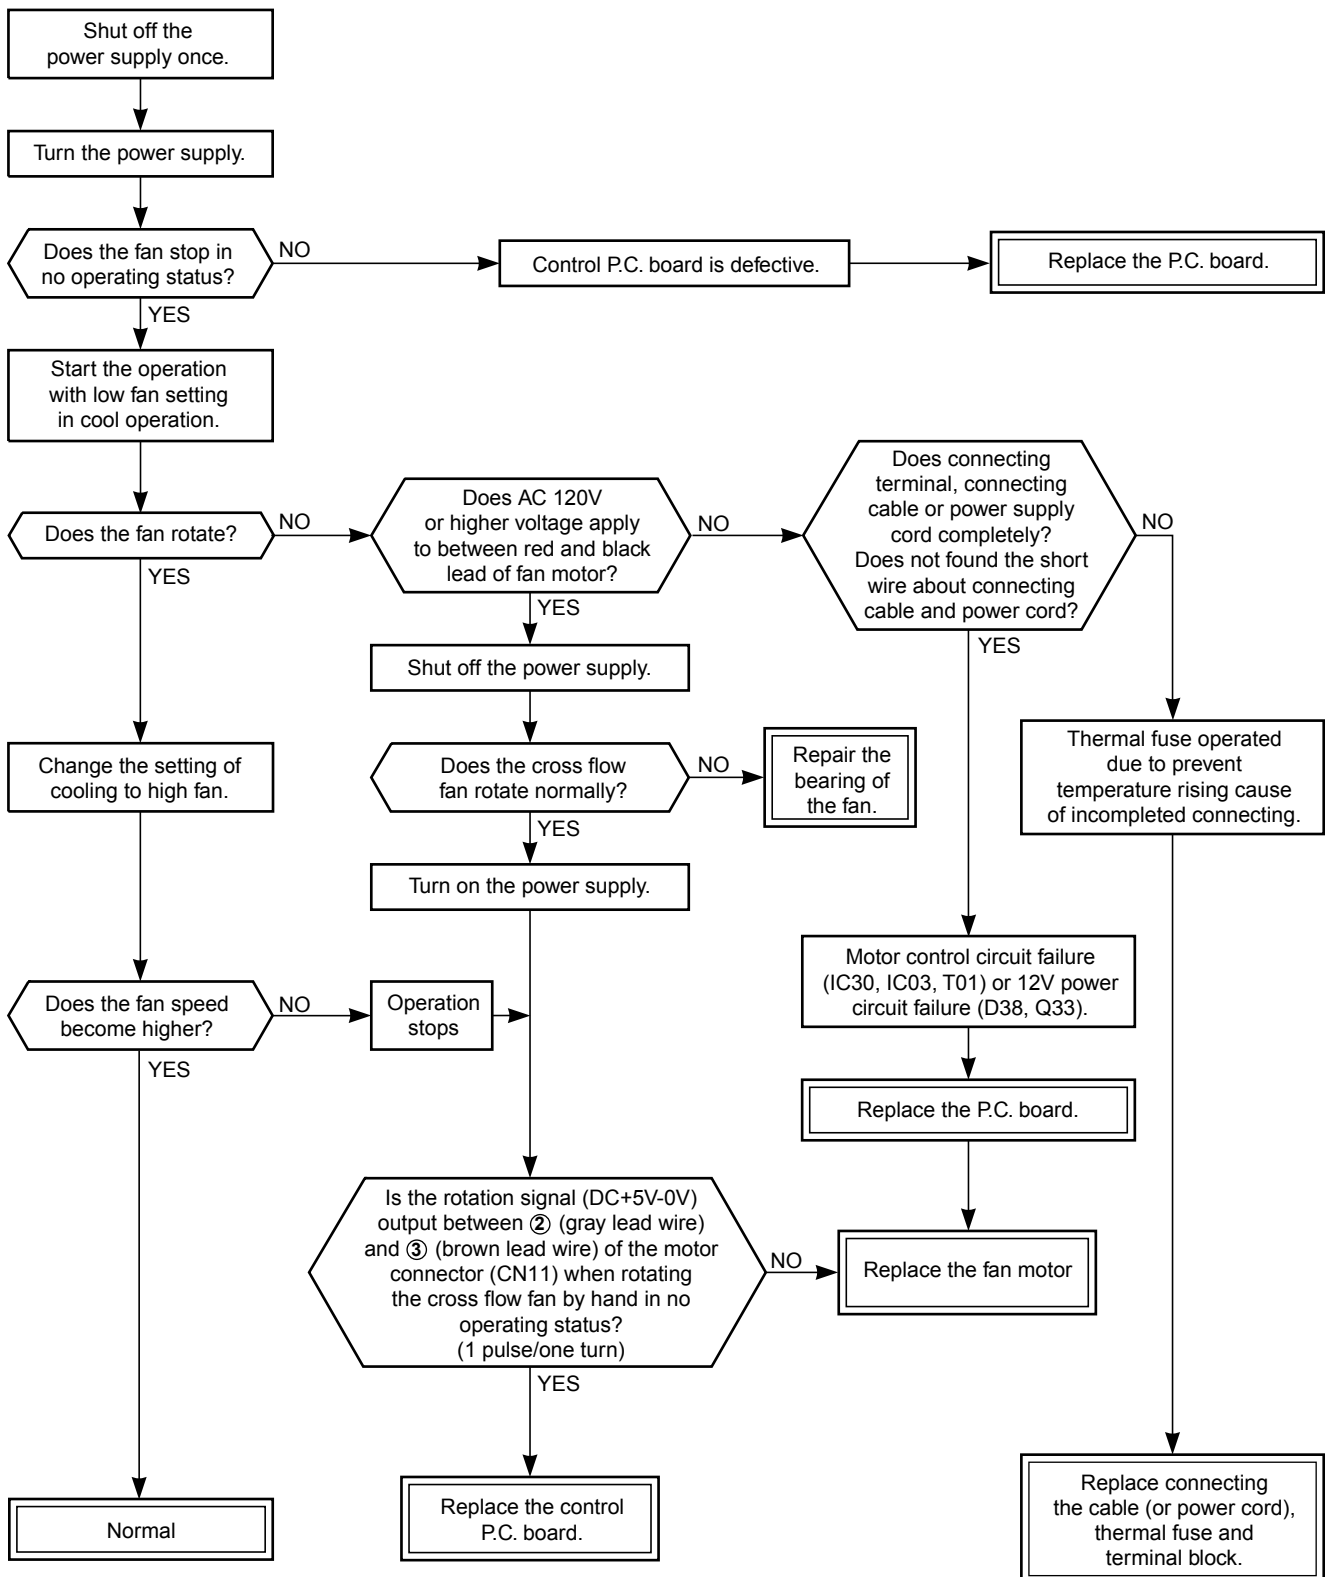 Shut off the
power supply once.
Turn the power supply.
Does the fan stop in
no operating status?
NO
Control P.C. board is defective.
Replace the P.C. board.
YES
Start the operation
with low fan setting
in cool operation.
Does the fan rotate?
NO
Does AC 120V
or higher voltage apply
to between red and black
lead of fan motor?
NO
Does connecting
terminal, connecting
cable or power supply
cord completely?
Does not found the short
wire about connecting
cable and power cord?
NO
YES
YES
YES
Shut off the power supply.
Change the setting of
cooling to high fan.
Does the cross flow
fan rotate normally?
NO
Repair the
bearing of
the fan.
Thermal fuse operated
due to prevent
temperature rising cause
of incompleted connecting.
YES
Turn on the power supply.
Motor control circuit failure
(IC30, IC03, T01) or 12V power
circuit failure (D38, Q33).
Does the fan speed
become higher?
NO
Operation
stops
YES
Replace the P.C. board.
Is the rotation signal (DC+5V-0V)
output between ② (gray lead wire)
and ③ (brown lead wire) of the motor
connector (CN11) when rotating
the cross flow fan by hand in no
operating status?
(1 pulse/one turn)
NO
Replace the fan motor
YES
Normal
Replace the control
P.C. board.
Replace connecting
the cable (or power cord),
thermal fuse and
terminal block.